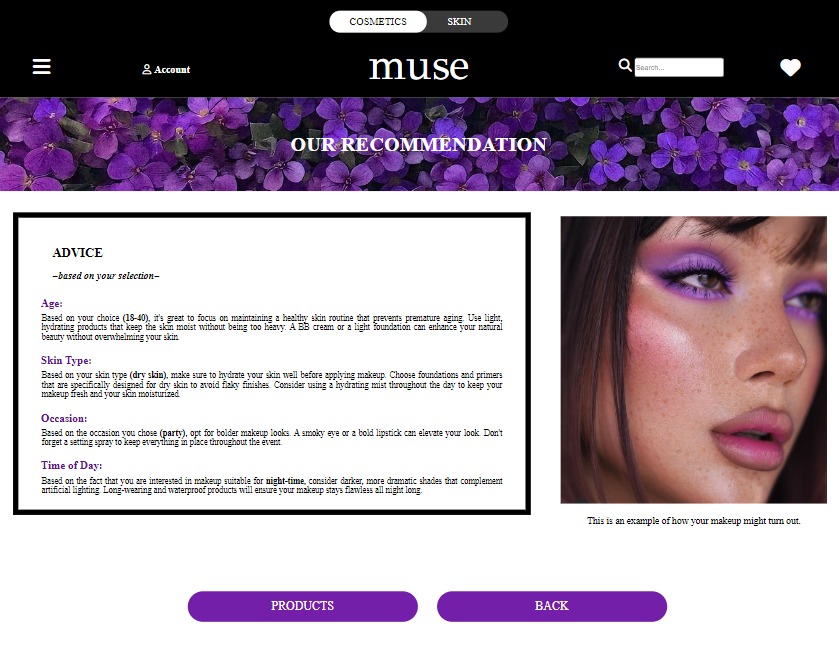 COSMETICS SKIN
Account muse Search...
OUR RECOMMENDATION
ADVICE
~based on your selection~
Age:
Based on your choice (18-40), it's great to focus on maintaining a healthy skin routine that prevents premature aging. Use light,
hydrating products that keep the skin moist without being too heavy. A BB cream or a light foundation can enhance your natural
beauty without overwhelming your skin.
Skin Type:
Based on your skin type (dry skin), make sure to hydrate your skin well before applying makeup. Choose foundations and primers
that are specifically designed for dry skin to avoid flaky finishes. Consider using a hydrating mist throughout the day to keep your
makeup fresh and your skin moisturized.
Occasion:
Based on the occasion you chose (party), opt for bolder makeup looks. A smoky eye or a bold lipstick can elevate your look. Don't
forget a setting spray to keep everything in place throughout the event.
Time of Day:
Based on the fact that you are interested in makeup suitable for night-time, consider darker, more dramatic shades that complement
artificial lighting. Long-wearing and waterproof products will ensure your makeup stays flawless all night long.
This is an example of how your makeup might turn out.
PRODUCTS BACK